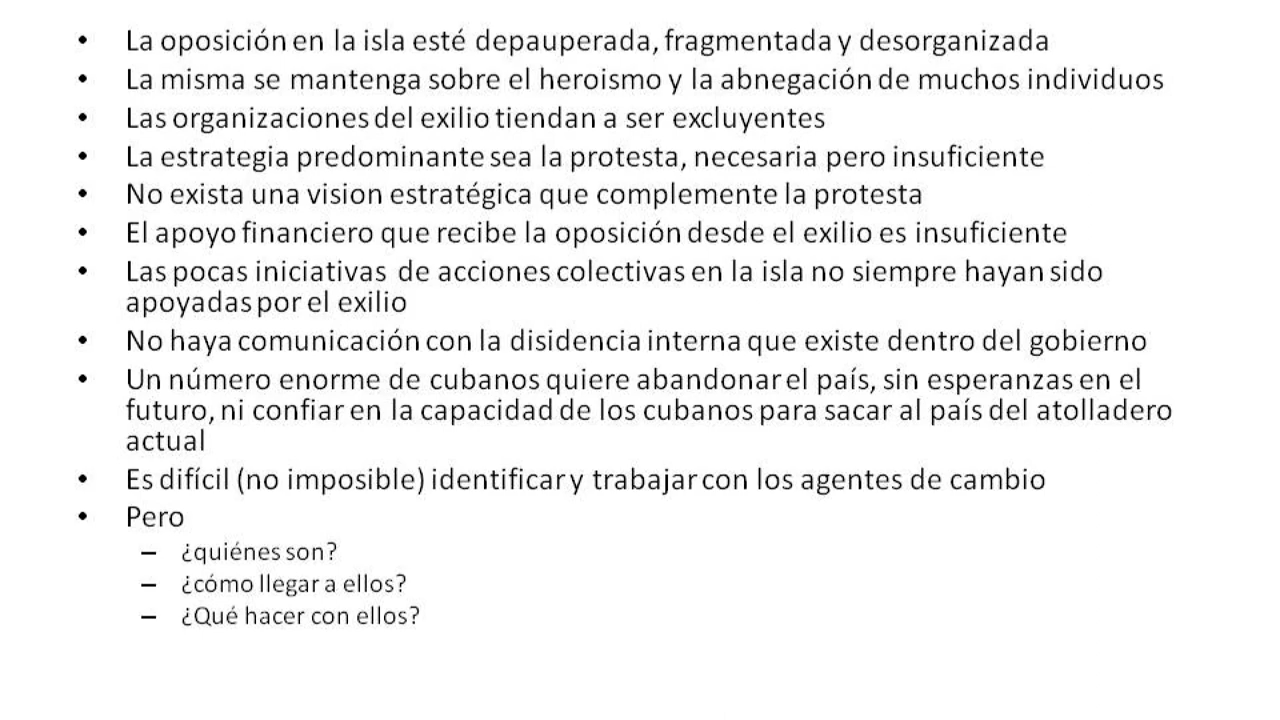 • La oposición en la isla esté depauperada, fragmentada y desorganizada
• La misma se mantenga sobre el heroismo y la abnegación de muchos individuos
• Las organizaciones del exilio tiendan a ser excluyentes
• La estrategia predominante sea la protesta, necesaria pero insuficiente
• No exista una vision estratégica que complemente la protesta
• El apoyo financiero que recibe la oposición desde el exilio es insuficiente
• Las pocas iniciativas de acciones colectivas en la isla no siempre hayan sido
apoyadas por el exilio
• No haya comunicación con la disidencia interna que existe dentro del gobierno
• Un número enorme de cubanos quiere abandonar el país, sin esperanzas en el
futuro, ni confiar en la capacidad de los cubanos para sacar al país del atolladero
actual
• Es difícil (no imposible) identificar y trabajar con los agentes de cambio
• Pero
– ¿quiénes son?
– ¿cómo llegar a ellos?
– ¿Qué hacer con ellos?